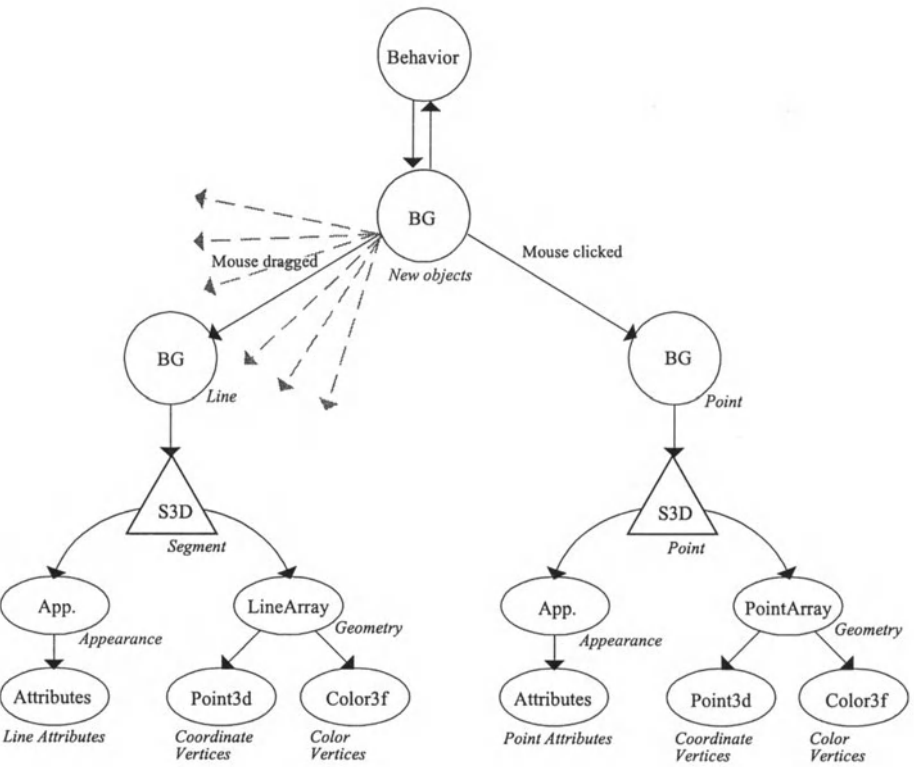 Behavior
BG
New objects
Mouse dragged
Mouse clicked
BG
Line
BG
Point
S3D
Segment
S3D
Point
App.
Appearance
LineArray
Geometry
App.
Appearance
PointArray
Geometry
Attributes
Line Attributes
Point3d
Coordinate
Vertices
Color3f
Color
Vertices
Attributes
Point Attributes
Point3d
Coordinate
Vertices
Color3f
Color
Vertices